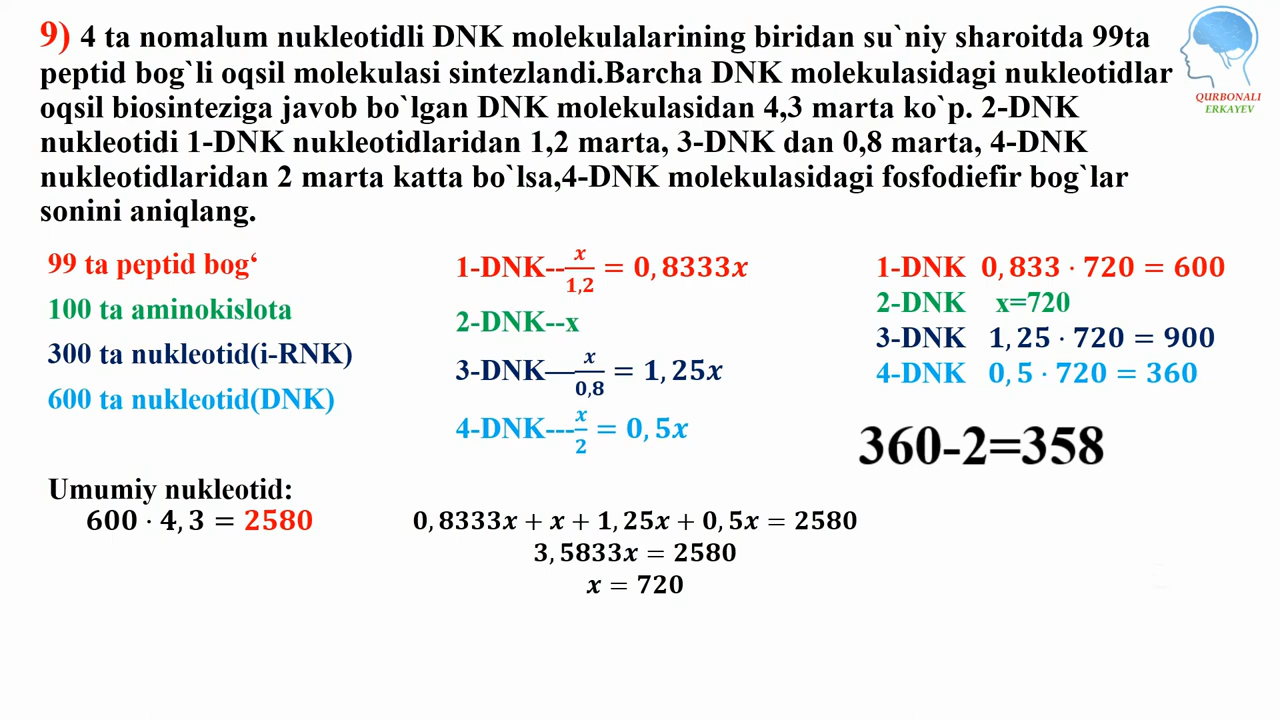 9) 4 ta nomalum nukleotidli DNK molekulalarining biridan su`niy sharoitda 99ta
peptid bog`li oqsil molekulasi sintezlandi.Barcha DNK molekulasidagi nukleotidlar
oqsil biosinteziga javob bo`lgan DNK molekulasidan 4,3 marta ko`p. 2-DNK
nukleotidi 1-DNK nukleotidlaridan 1,2 marta, 3-DNK dan 0,8 marta, 4-DNK
nukleotidlaridan 2 marta katta bo`lsa,4-DNK molekulasidagi fosfodiefir bog`lar
sonini aniqlang.
QURBONALI
ERKAYEV
99 ta peptid bog‘
100 ta aminokislota
300 ta nukleotid(i-RNK)
600 ta nukleotid(DNK)
Umumiy nukleotid:
600 · 4, 3 = 2580
1-DNK--x/1,2 = 0, 8333x
2-DNK--x
3-DNK—x/0,8 = 1, 25x
4-DNK---x/2 = 0, 5x
0, 8333x + x + 1, 25x + 0, 5x = 2580
3, 5833x = 2580
x = 720
1-DNK 0, 833 · 720 = 600
2-DNK x=720
3-DNK 1, 25 · 720 = 900
4-DNK 0, 5 · 720 = 360
360-2=358